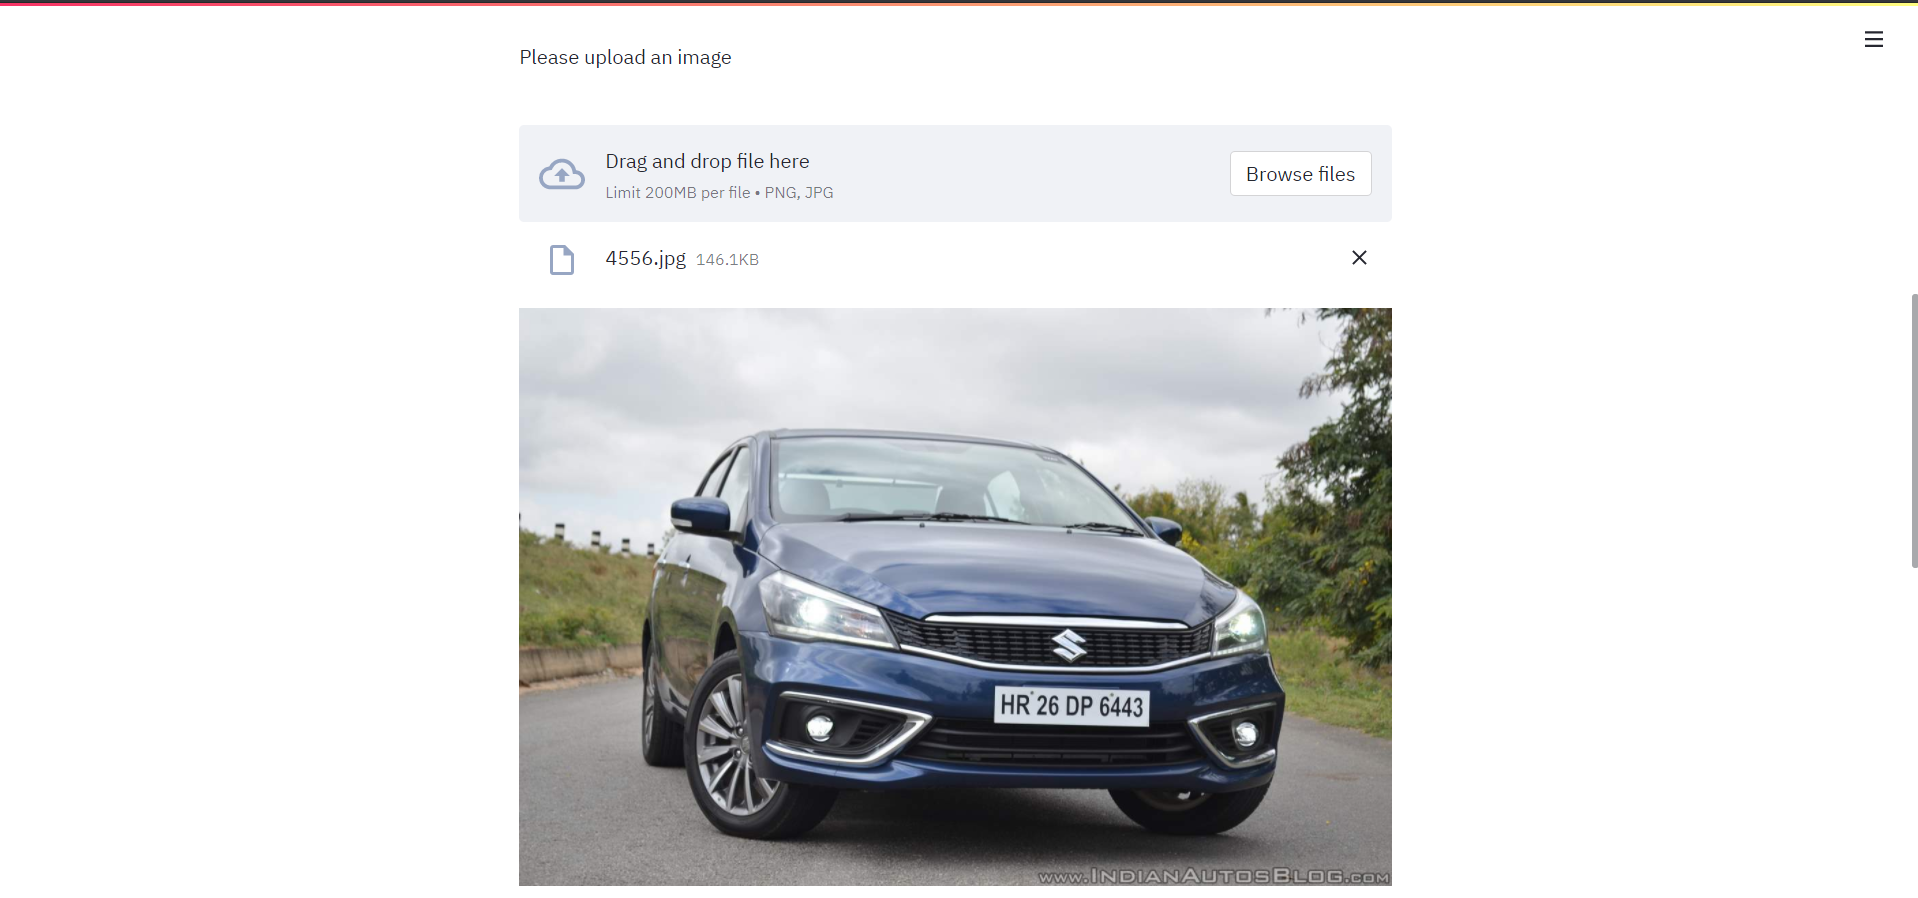 Please upload an image
Drag and drop file here
Limit 200MB per file • PNG, JPG
Browse files
4556.jpg 146.1KB
HR 26 DP 6443
www.IndianAutosBlog.com